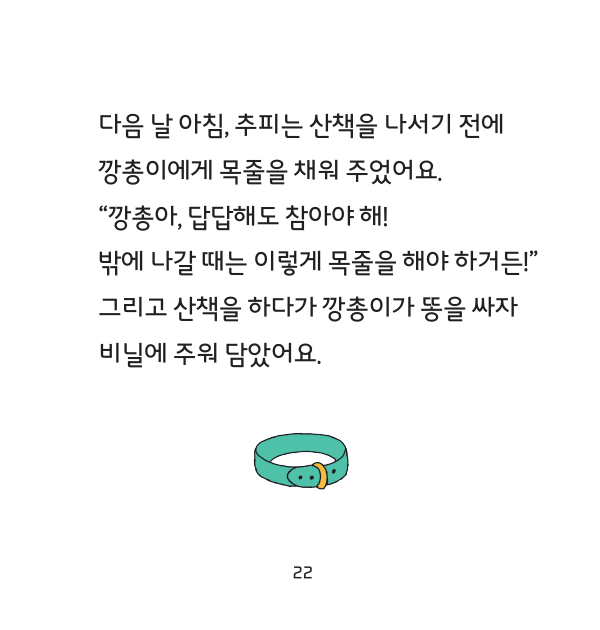 다음 날 아침, 추피는 산책을 나서기 전에
깡총이에게 목줄을 채워 주었어요.
“깡총아, 답답해도 참아야 해!
밖에 나갈 때는 이렇게 목줄을 해야 하거든!”
그리고 산책을 하다가 깡총이가 똥을 싸자
비닐에 주워 담았어요.
22